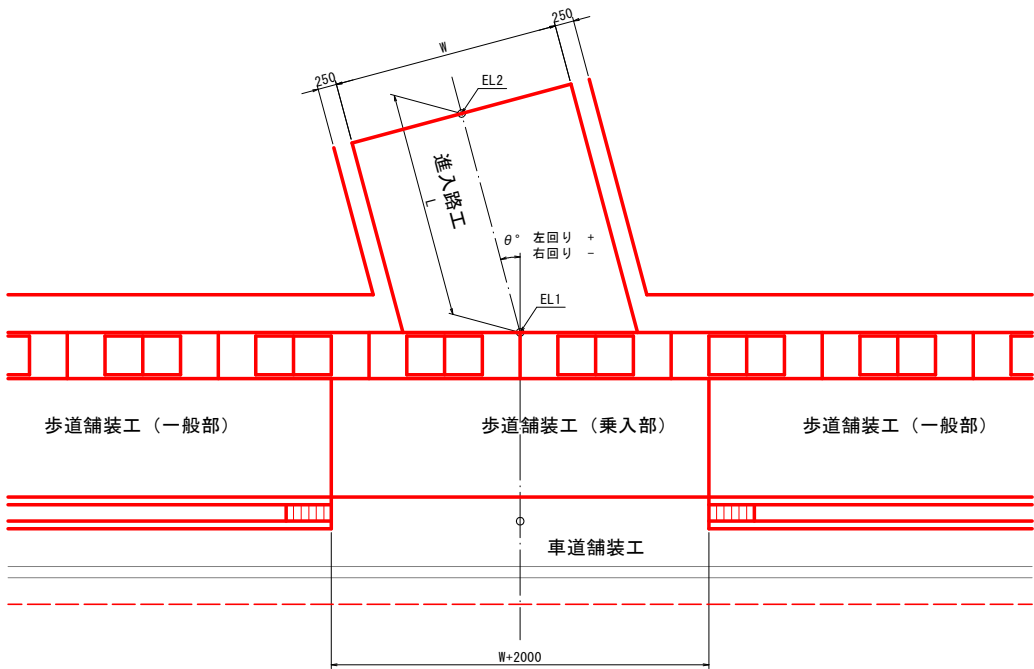 250
W
250
EL2
進入路工
L
θ° 左回り +
右回り -
EL1
歩道舗装工（一般部）
歩道舗装工（乗入部）
歩道舗装工（一般部）
車道舗装工
W+2000